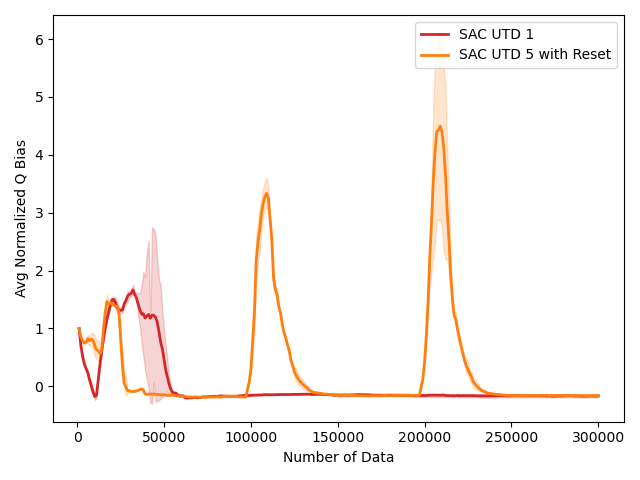 SAC UTD 1
SAC UTD 5 with Reset
Avg Normalized Q Bias
6
5
4
3
2
1
0
0 50000 100000 150000 200000 250000 300000
Number of Data